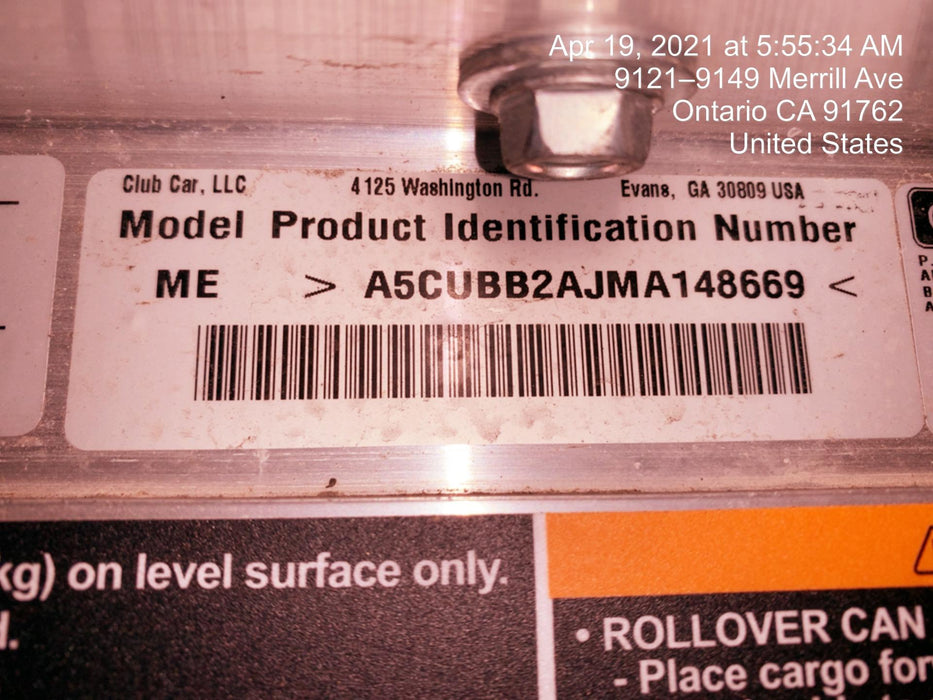 Apr 19, 2021 at 5:55:34 AM
9121–9149 Merrill Ave
Ontario CA 91762
United States
Club Car, LLC 4125 Washington Rd. Evans, GA 30809 USA
Model Product Identification Number
ME > A5CUBB2AJMA148669 <
P.
B
A
kg) on level surface only.
• ROLLOVER CAN
- Place cargo for